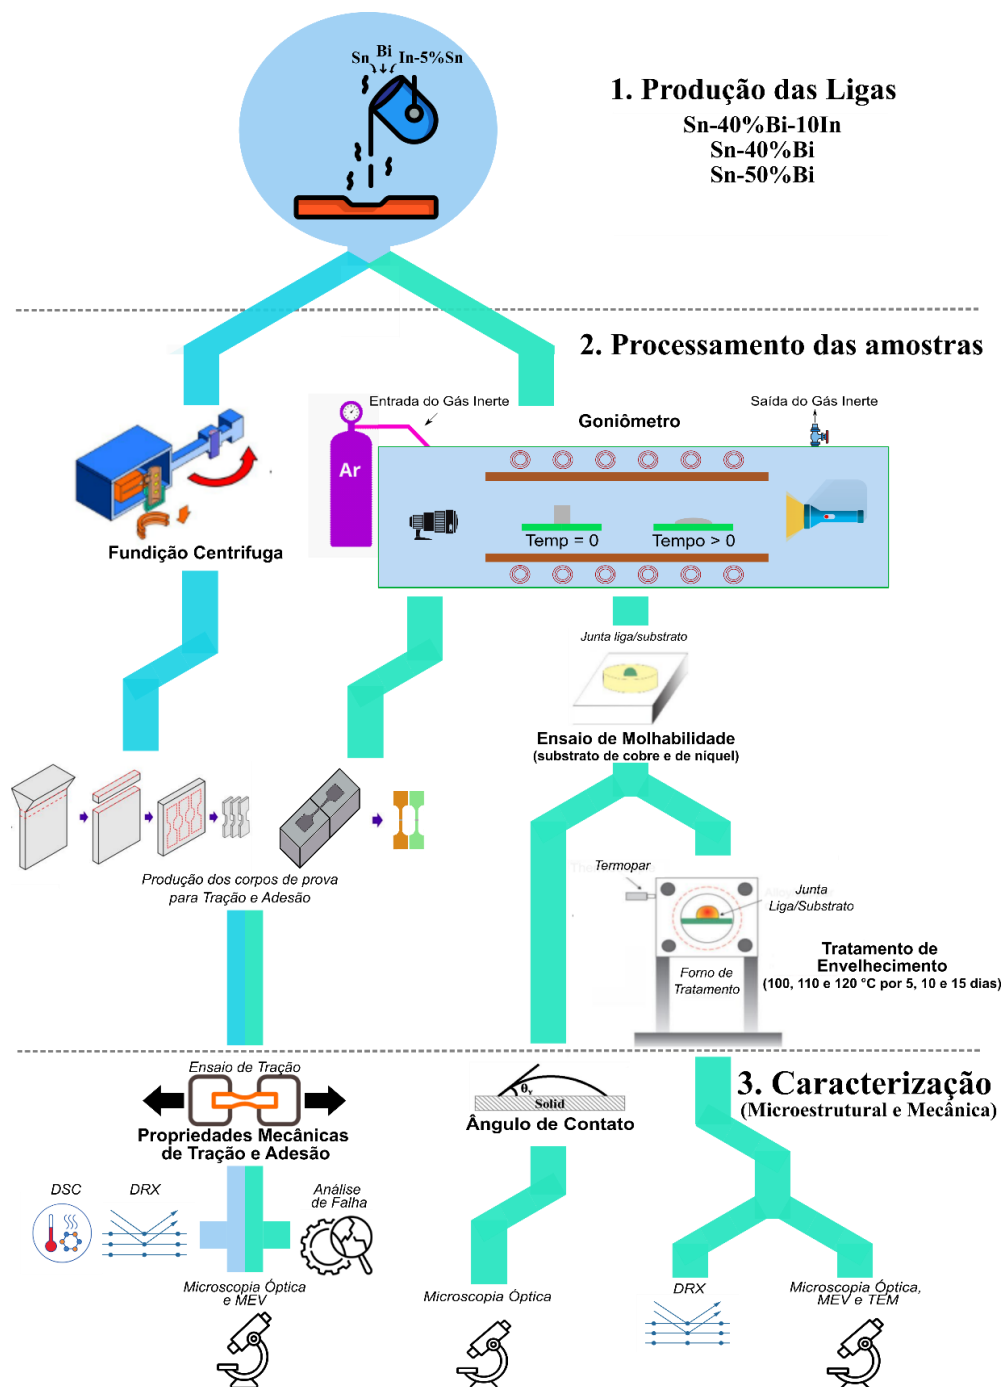 Sn
Bi
In-5%Sn
1. Produção das Ligas
Sn-40%Bi-10In
Sn-40%Bi
Sn-50%Bi
2. Processamento das amostras
Entrada do Gás Inerte
Goniômetro
Saída do Gás Inerte
Ar
Temp = 0
Tempo > 0
Fundição Centrifuga
Junta liga/substrato
Ensaio de Molhabilidade
(substrato de cobre e de níquel)
Produção dos corpos de prova
para Tração e Adesão
Termopar
Junta
Liga/Substrato
Forno de
Tratamento
Tratamento de
Envelhecimento
(100, 110 e 120 °C por 5, 10 e 15 dias)
3. Caracterização
(Microestrutural e Mecânica)
Ensaio de Tração
Propriedades Mecânicas
de Tração e Adesão
θY
Solid
Ângulo de Contato
DSC
DRX
Análise
de Falha
Microscopia Óptica
e MEV
Microscopia Óptica
DRX
Microscopia Óptica,
MEV e TEM